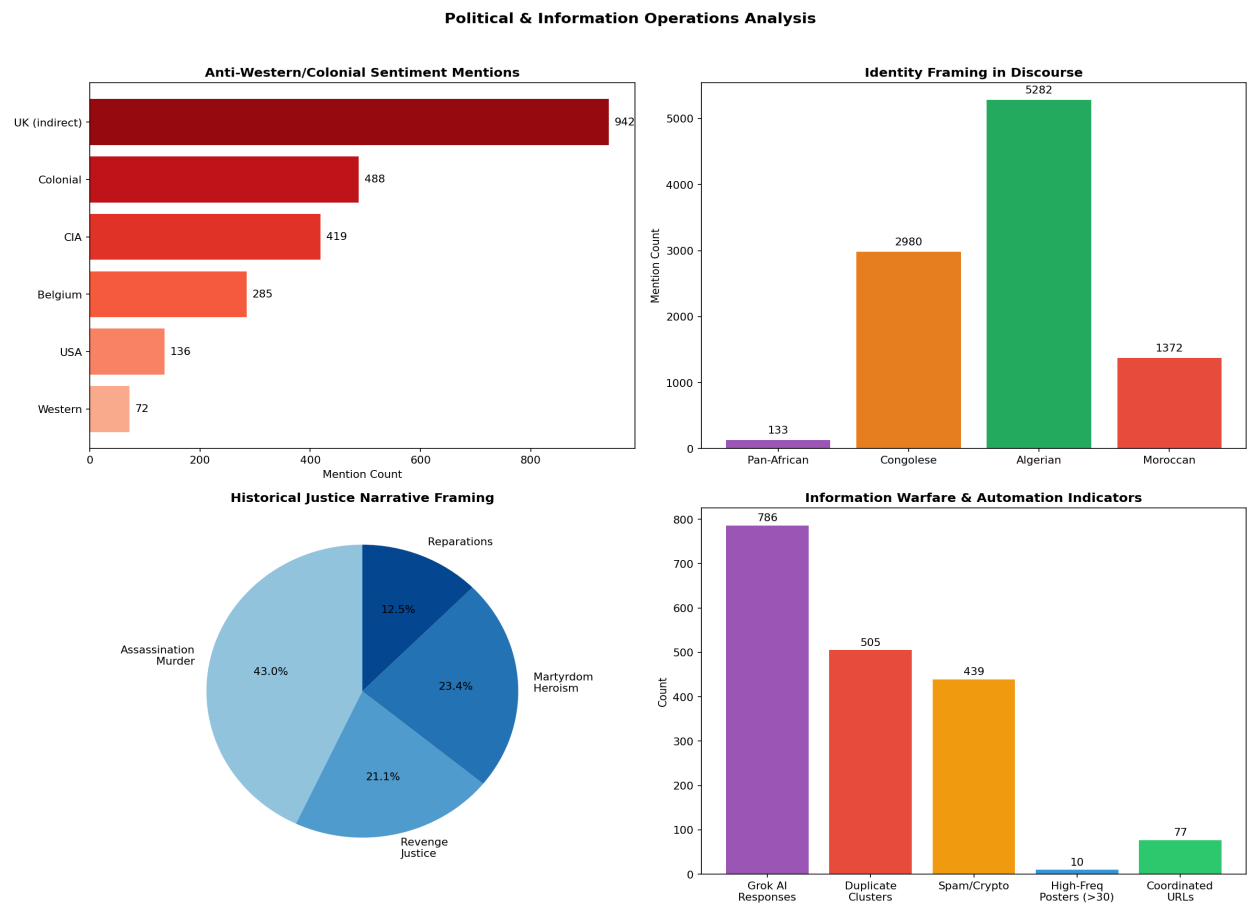 Political & Information Operations Analysis
Anti-Western/Colonial Sentiment Mentions
UK (indirect)
942
Colonial
488
CIA
419
Belgium
285
USA
136
Western
72
0
200
400
600
800
Mention Count
Identity Framing in Discourse
Mention Count
5000
4000
3000
2000
1000
0
133
2980
5282
1372
Pan-African
Congolese
Algerian
Moroccan
Historical Justice Narrative Framing
Reparations
12.5%
Assassination
Murder
43.0%
Martyrdom
Heroism
23.4%
21.1%
Revenge
Justice
Information Warfare & Automation Indicators
Count
800
700
600
500
400
300
200
100
0
786
505
439
10
77
Grok AI
Responses
Duplicate
Clusters
Spam/Crypto
High-Freq
Posters (>30)
Coordinated
URLs